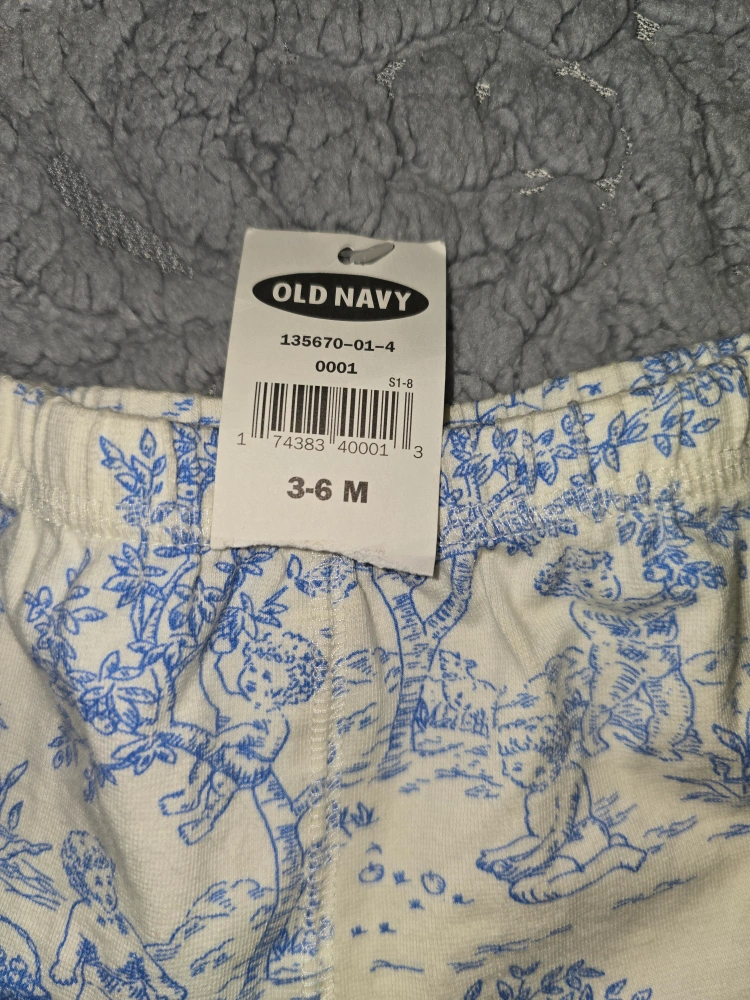 OLD NAVY
135670-01-4
0001
S1-8
1 74383 40001 3
3-6 M